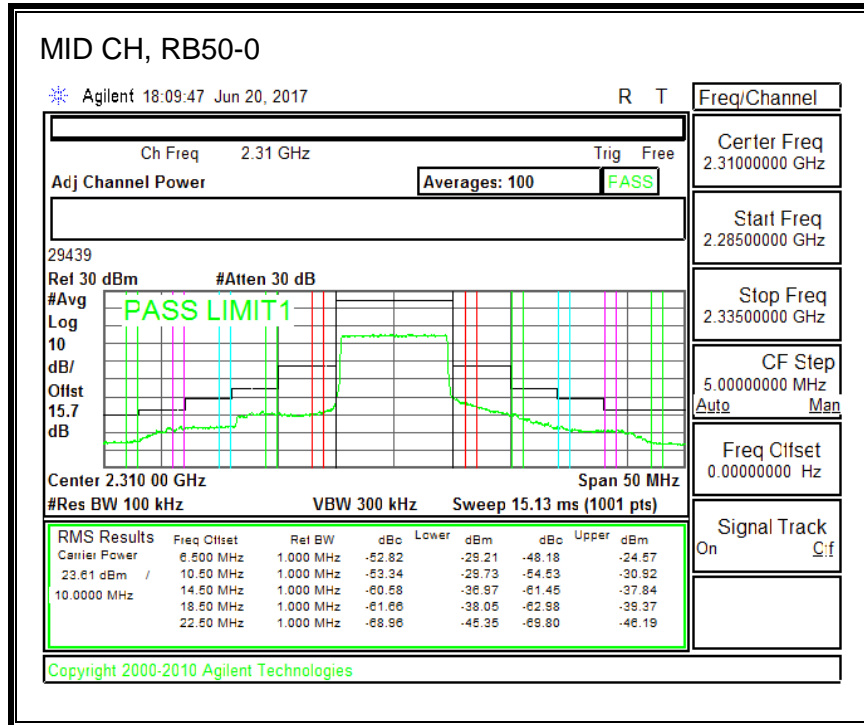 MID CH, RB50-0
Agilent 18:09:47 Jun 20, 2017 R T
Freq/Channel
Ch Freq 2.31 GHz Trig Free
Adj Channel Power Averages: 100 PASS
Center Freq
2.31000000 GHz
Start Freq
2.28500000 GHz
Stop Freq
2.33500000 GHz
CF Step
5.00000000 MHz
Auto Man
Freq Offset
0.00000000 Hz
Signal Track
On Off
29439
Ref 30 dBm #Atten 30 dB
#Avg
Log
10
dB/
Offst
15.7
dB
PASS LIMIT1
Center 2.310 00 GHz Span 50 MHz
#Res BW 100 kHz VBW 300 kHz Sweep 15.13 ms (1001 pts)
RMS Results Freq Offset Ref BW dBc Lower dBm dBc Upper dBm
Carrier Power 6.500 MHz 1.000 MHz -52.82 -29.21 -48.18 -24.57
23.61 dBm / 10.50 MHz 1.000 MHz -53.34 -29.73 -54.53 -30.92
10.0000 MHz 14.50 MHz 1.000 MHz -60.58 -36.97 -61.45 -37.84
18.50 MHz 1.000 MHz -61.66 -38.05 -62.98 -39.37
22.50 MHz 1.000 MHz -68.96 -45.35 -69.80 -46.19
Copyright 2000-2010 Agilent Technologies